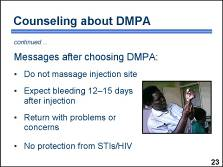 Counseling about DMPA
continued ...
Messages after choosing DMPA:
• Do not massage injection site
• Expect bleeding 12–15 days
after injection
• Return with problems or
concerns
• No protection from STIs/HIV
23